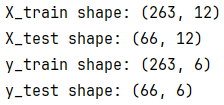 X_train shape: (263, 12)
X_test shape: (66, 12)
y_train shape: (263, 6)
y_test shape: (66, 6)